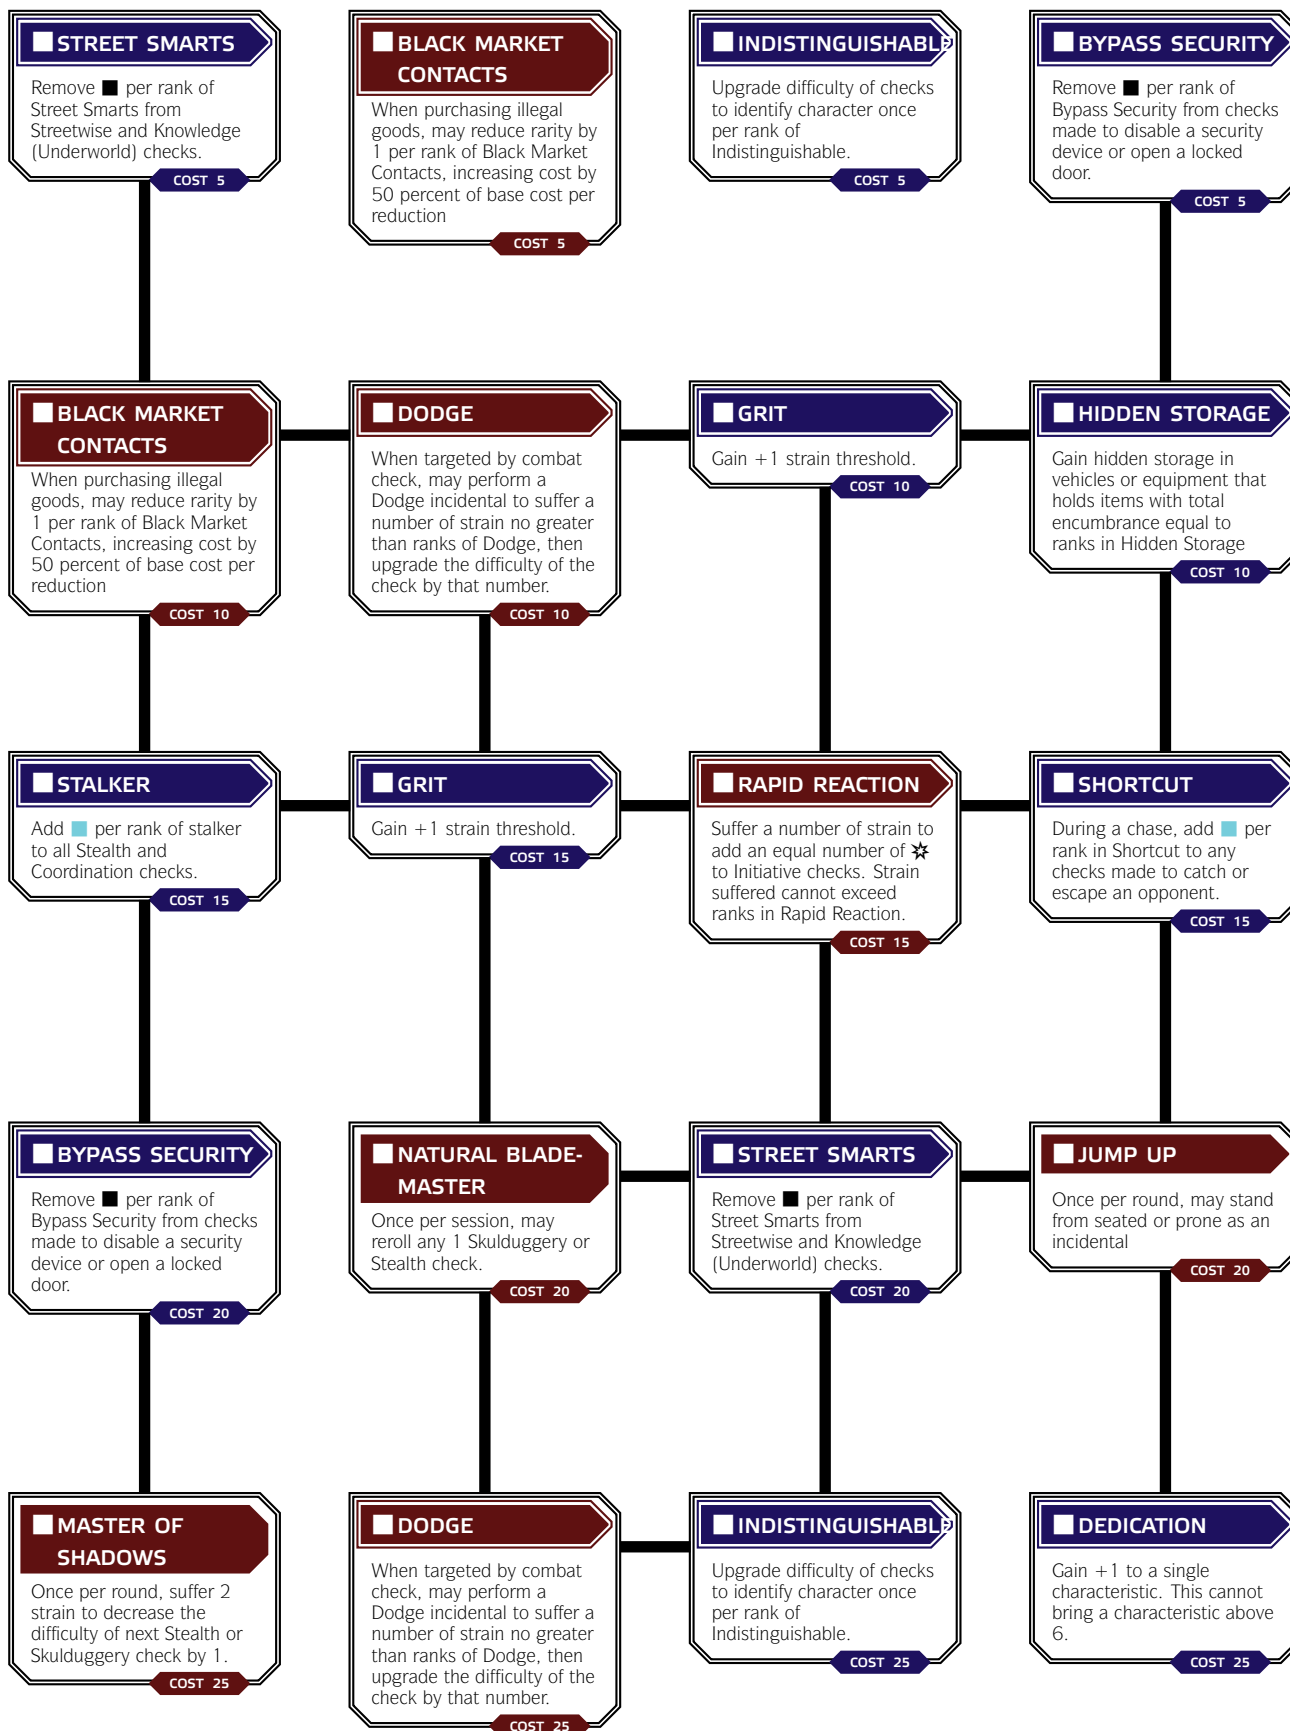 STREET SMARTS
Remove per rank of
Street Smarts from
Streetwise and Knowledge
(Underworld) checks.
COST 5
BLACK MARKET
CONTACTS
When purchasing illegal
goods, may reduce rarity by
1 per rank of Black Market
Contacts, increasing cost by
50 percent of base cost per
reduction
COST 5
INDISTINGUISHABLE
Upgrade difficulty of checks
to identify character once
per rank of
Indistinguishable.
COST 5
BYPASS SECURITY
Remove per rank of
Bypass Security from checks
made to disable a security
device or open a locked
door.
COST 5
BLACK MARKET
CONTACTS
When purchasing illegal
goods, may reduce rarity by
1 per rank of Black Market
Contacts, increasing cost by
50 percent of base cost per
reduction
COST 10
DODGE
When targeted by combat
check, may perform a
Dodge incidental to suffer a
number of strain no greater
than ranks of Dodge, then
upgrade the difficulty of the
check by that number.
COST 10
GRIT
Gain +1 strain threshold.
COST 10
HIDDEN STORAGE
Gain hidden storage in
vehicles or equipment that
holds items with total
encumbrance equal to
ranks in Hidden Storage
COST 10
STALKER
Add per rank of stalker
to all Stealth and
Coordination checks.
COST 15
GRIT
Gain +1 strain threshold.
COST 15
RAPID REACTION
Suffer a number of strain to
add an equal number of
to Initiative checks. Strain
suffered cannot exceed
ranks in Rapid Reaction.
COST 15
SHORTCUT
During a chase, add per
rank in Shortcut to any
checks made to catch or
escape an opponent.
COST 15
BYPASS SECURITY
Remove per rank of
Bypass Security from checks
made to disable a security
device or open a locked
door.
COST 20
NATURAL BLADE-
MASTER
Once per session, may
reroll any 1 Skulduggery or
Stealth check.
COST 20
STREET SMARTS
Remove per rank of
Street Smarts from
Streetwise and Knowledge
(Underworld) checks.
COST 20
JUMP UP
Once per round, may stand
from seated or prone as an
incidental
COST 20
MASTER OF
SHADOWS
Once per round, suffer 2
strain to decrease the
difficulty of next Stealth or
Skulduggery check by 1.
COST 25
DODGE
When targeted by combat
check, may perform a
Dodge incidental to suffer a
number of strain no greater
than ranks of Dodge, then
upgrade the difficulty of the
check by that number.
COST 25
INDISTINGUISHABLE
Upgrade difficulty of checks
to identify character once
per rank of
Indistinguishable.
COST 25
DEDICATION
Gain +1 to a single
characteristic. This cannot
bring a characteristic above
6.
COST 25